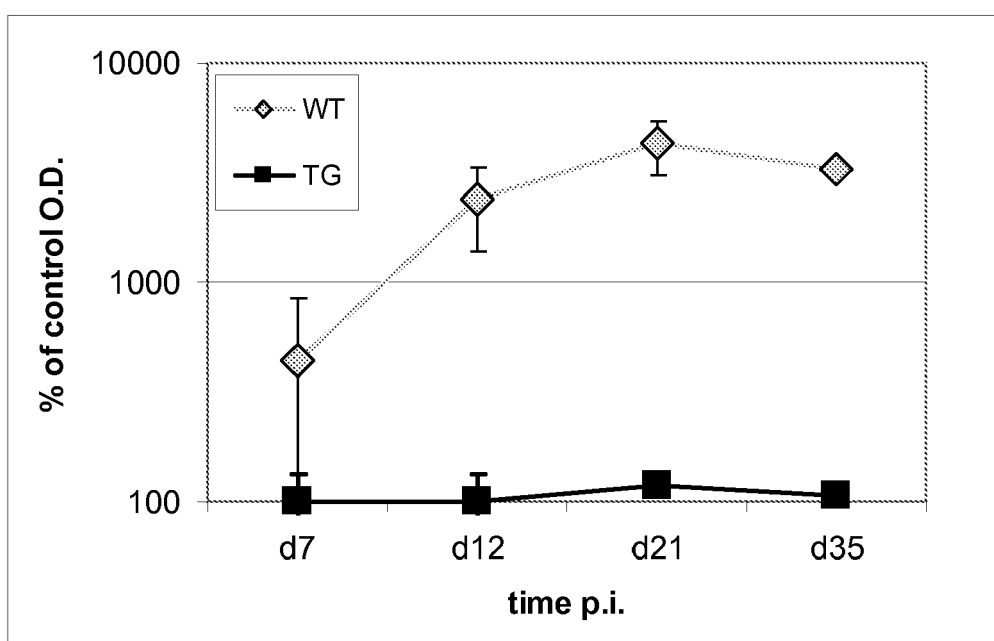 10000
WT
TG
1000
100
% of control O.D.
d7 d12 d21 d35
time p.i.